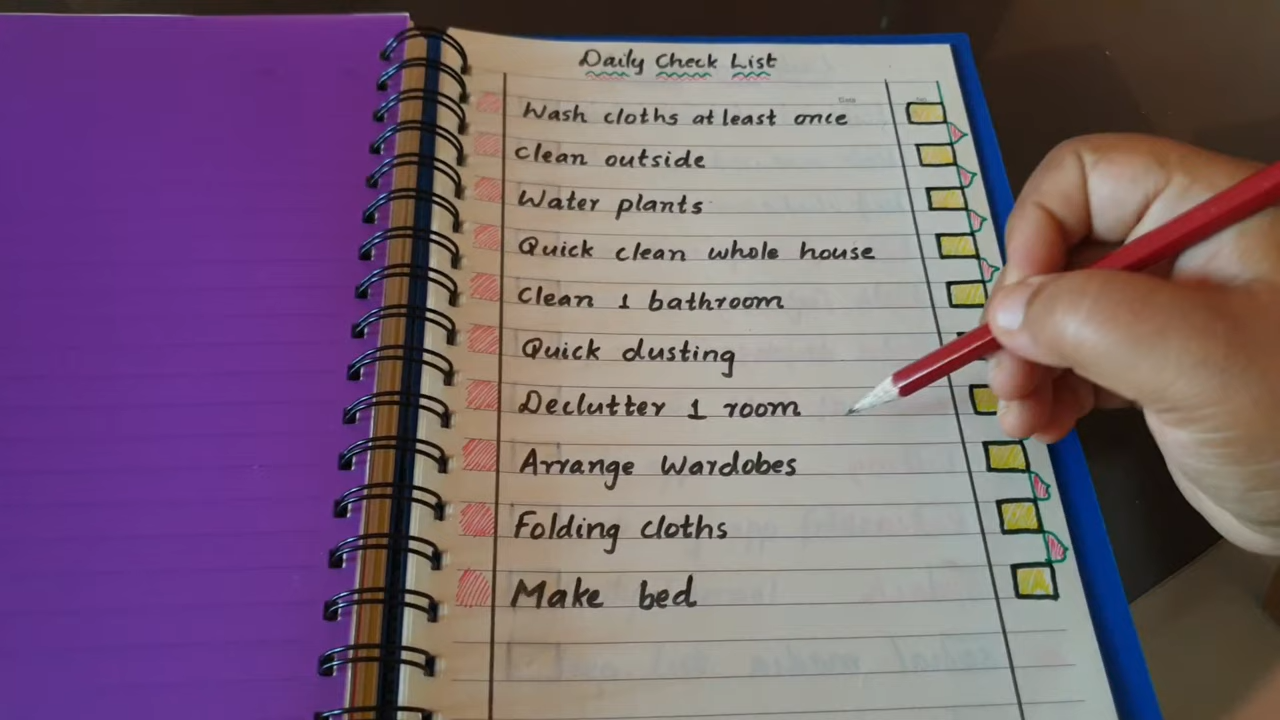 Daily Check List
Wash cloths at least once
Clean outside
Water plants
Quick clean whole house
Clean 1 bathroom
Quick dusting
Declutter 1 room
Arrange Wardobes
Folding cloths
Make bed